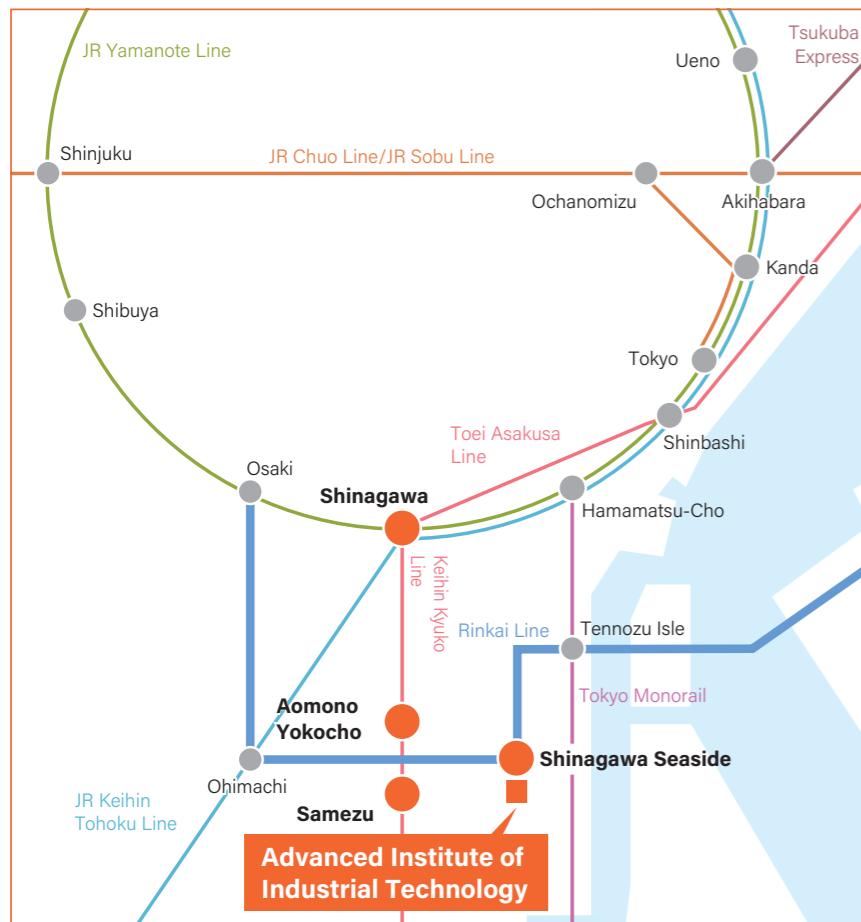 JR Yamanote Line
Ueno
Tsukuba
Express
Shinjuku
JR Chuo Line/JR Sobu Line
Ochanomizu
Akihabara
Kanda
Shibuya
Tokyo
Toei Asakusa
Line
Shinbashi
Osaki
Shinagawa
Hamamatsu-Cho
Keihin Kyuko
Line
Rinkai Line
Tennozu Isle
Tokyo Monorail
Aomono
Yokocho
Shinagawa Seaside
Ohimachi
JR Keihin
Tohoku Line
Samezu
Advanced Institute of
Industrial Technology